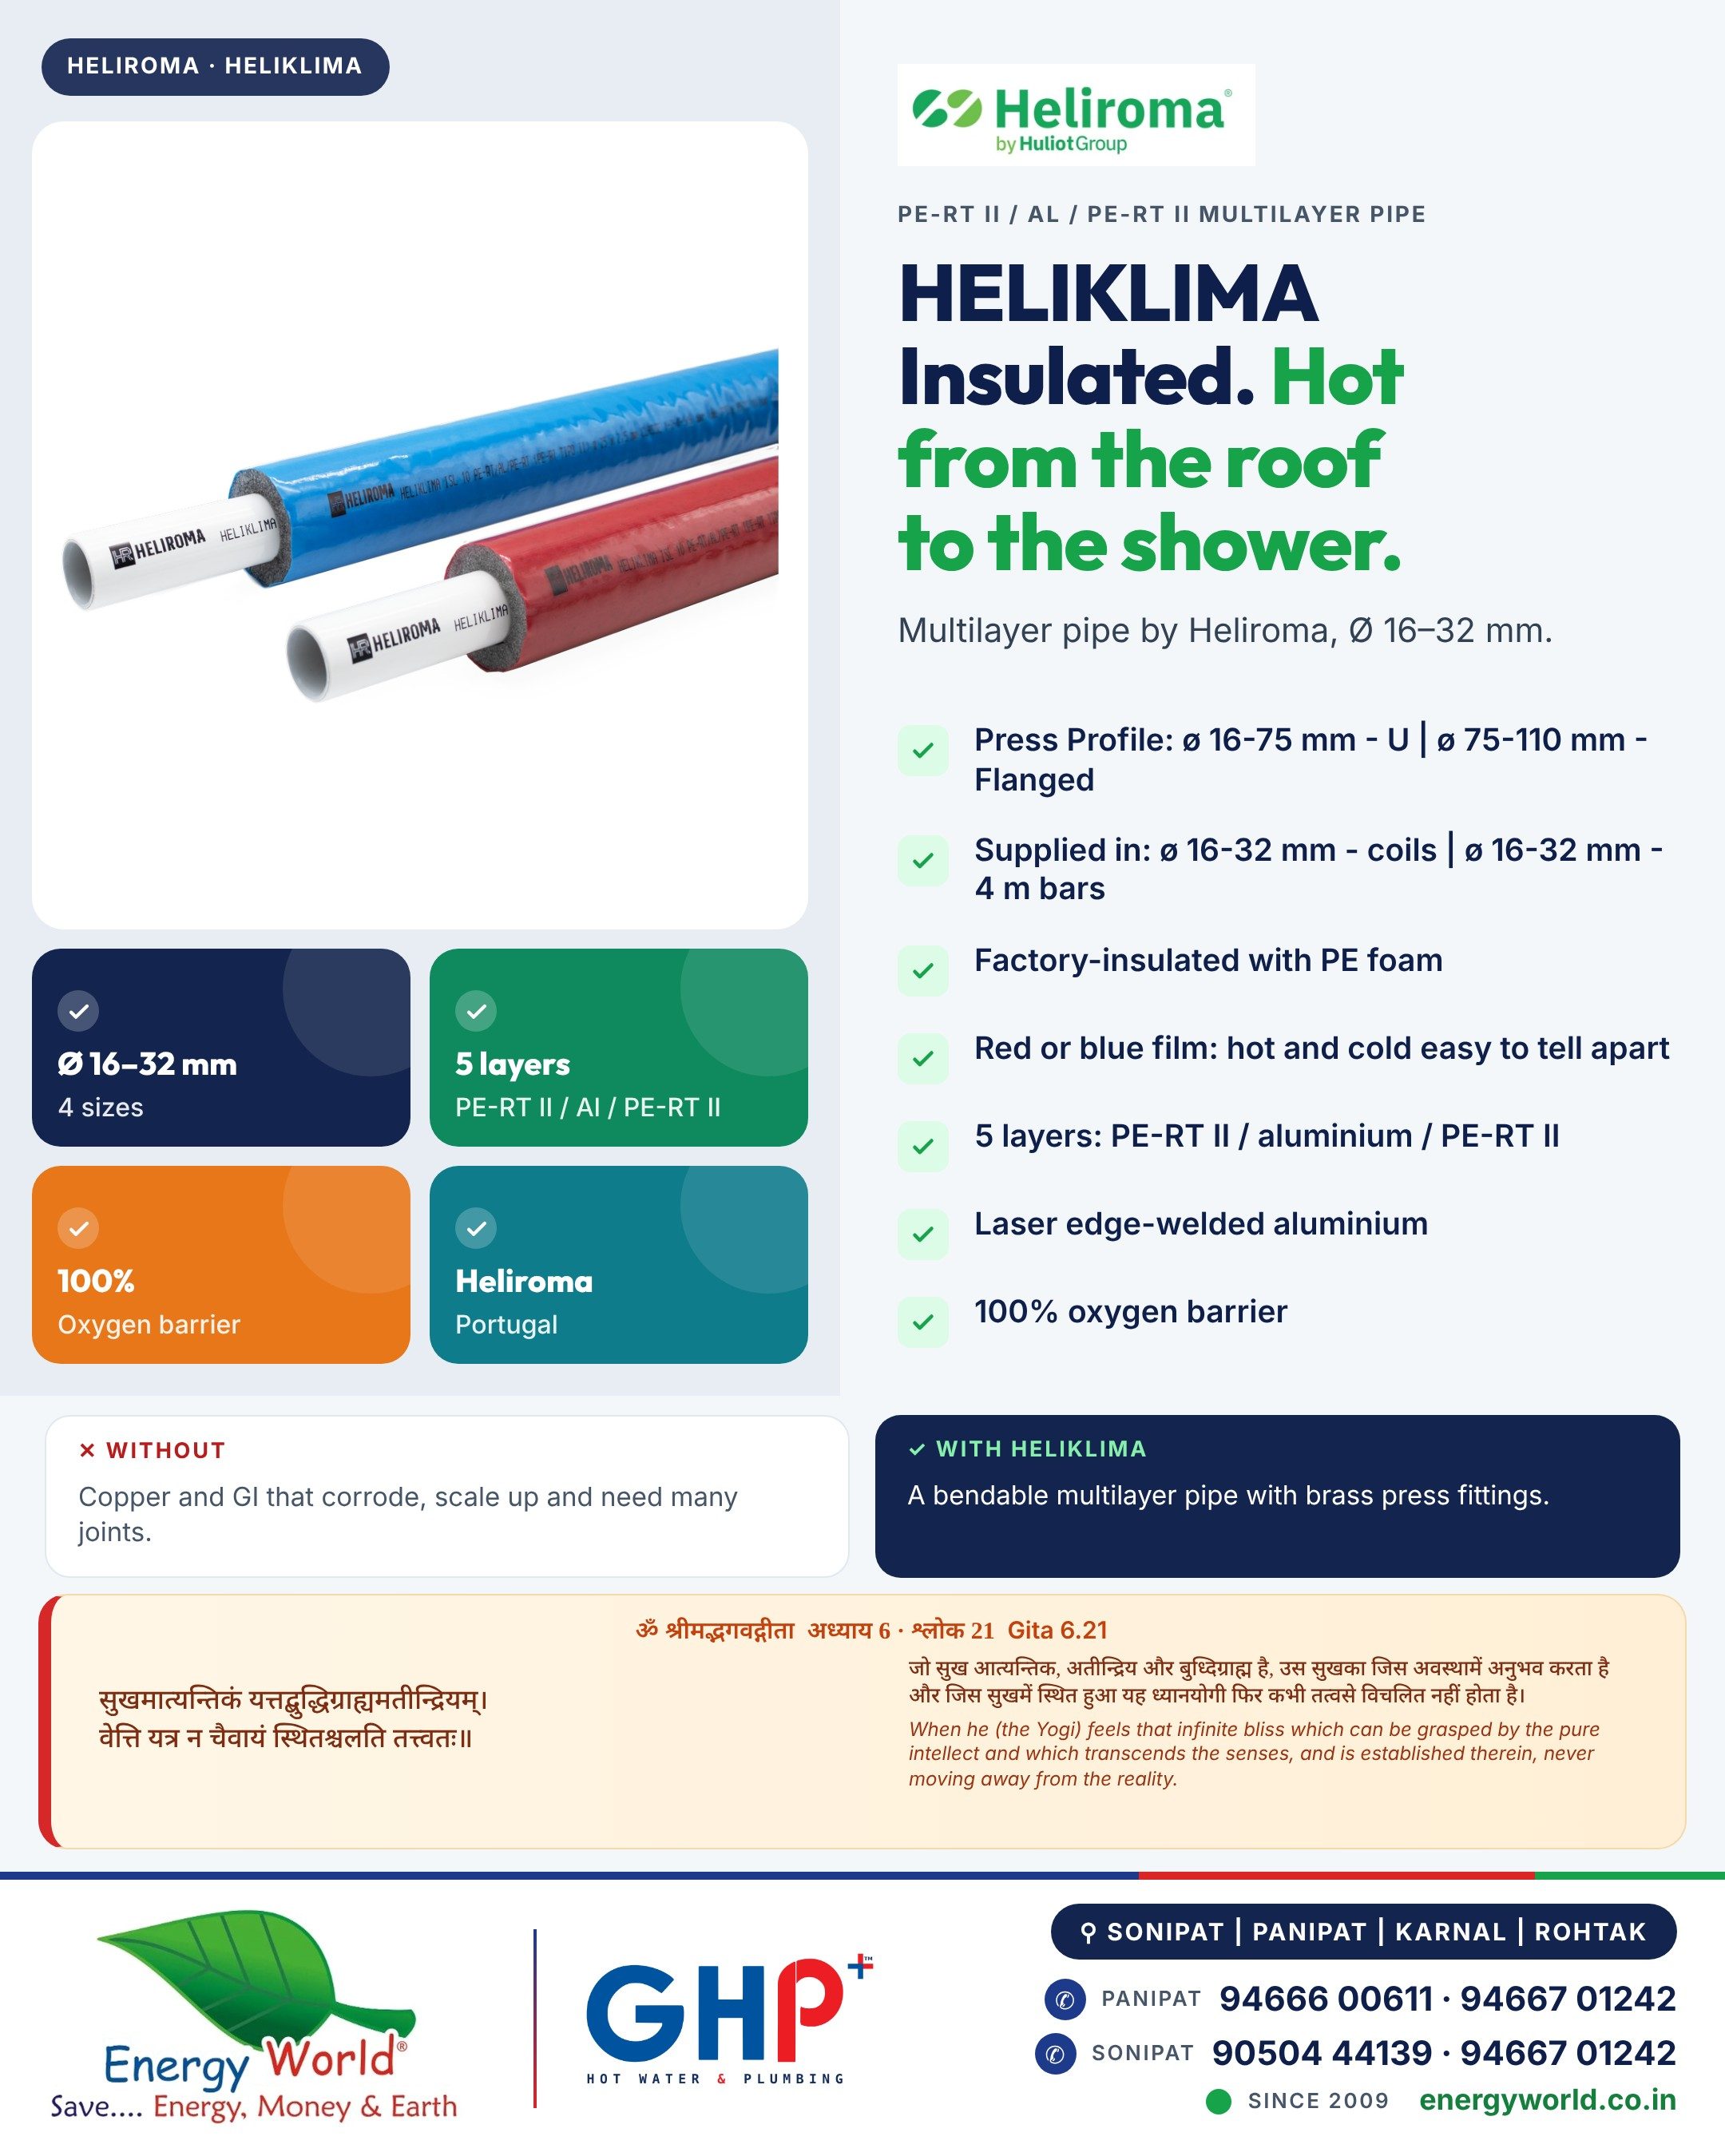 HELIROMA · HELIKLIMA
HELIROMA HELIKLIMA
HELIROMA
HELIROMA HELIKLIMA
HELIROMA
Ø 16–32 mm
4 sizes
5 layers
PE-RT II / Al / PE-RT II
100%
Oxygen barrier
Heliroma
Portugal
Heliroma®
by Huliot Group
PE-RT II / AL / PE-RT II MULTILAYER PIPE
HELIKLIMA
Insulated. Hot
from the roof
to the shower.
Multilayer pipe by Heliroma, Ø 16–32 mm.
Press Profile: ø 16-75 mm - U | ø 75-110 mm -
Flanged
Supplied in: ø 16-32 mm - coils | ø 16-32 mm -
4 m bars
Factory-insulated with PE foam
Red or blue film: hot and cold easy to tell apart
5 layers: PE-RT II / aluminium / PE-RT II
Laser edge-welded aluminium
100% oxygen barrier
✕ WITHOUT
Copper and GI that corrode, scale up and need many
joints.
✓ WITH HELIKLIMA
A bendable multilayer pipe with brass press fittings.
ॐ श्रीमद्भगवद्गीता अध्याय 6 · श्लोक 21 Gita 6.21
सुखमात्यन्तिकं यत्तद्बुद्धिग्राह्यमतीन्द्रियम्।
वेत्ति यत्र न चैवायं स्थितश्चलति तत्त्वतः॥
जो सुख आत्यन्तिक, अतीन्द्रिय और बुध्दिग्राह्य है, उस सुखका जिस अवस्थामें अनुभव करता है
और जिस सुखमें स्थित हुआ यह ध्यानयोगी फिर कभी तत्वसे विचलित नहीं होता है।
When he (the Yogi) feels that infinite bliss which can be grasped by the pure
intellect and which transcends the senses, and is established therein, never
moving away from the reality.
Energy World®
Save.... Energy, Money & Earth
GHP+™
HOT WATER & PLUMBING
SONIPAT | PANIPAT | KARNAL | ROHTAK
PANIPAT 94666 00611 · 94667 01242
SONIPAT 90504 44139 · 94667 01242
SINCE 2009 energyworld.co.in